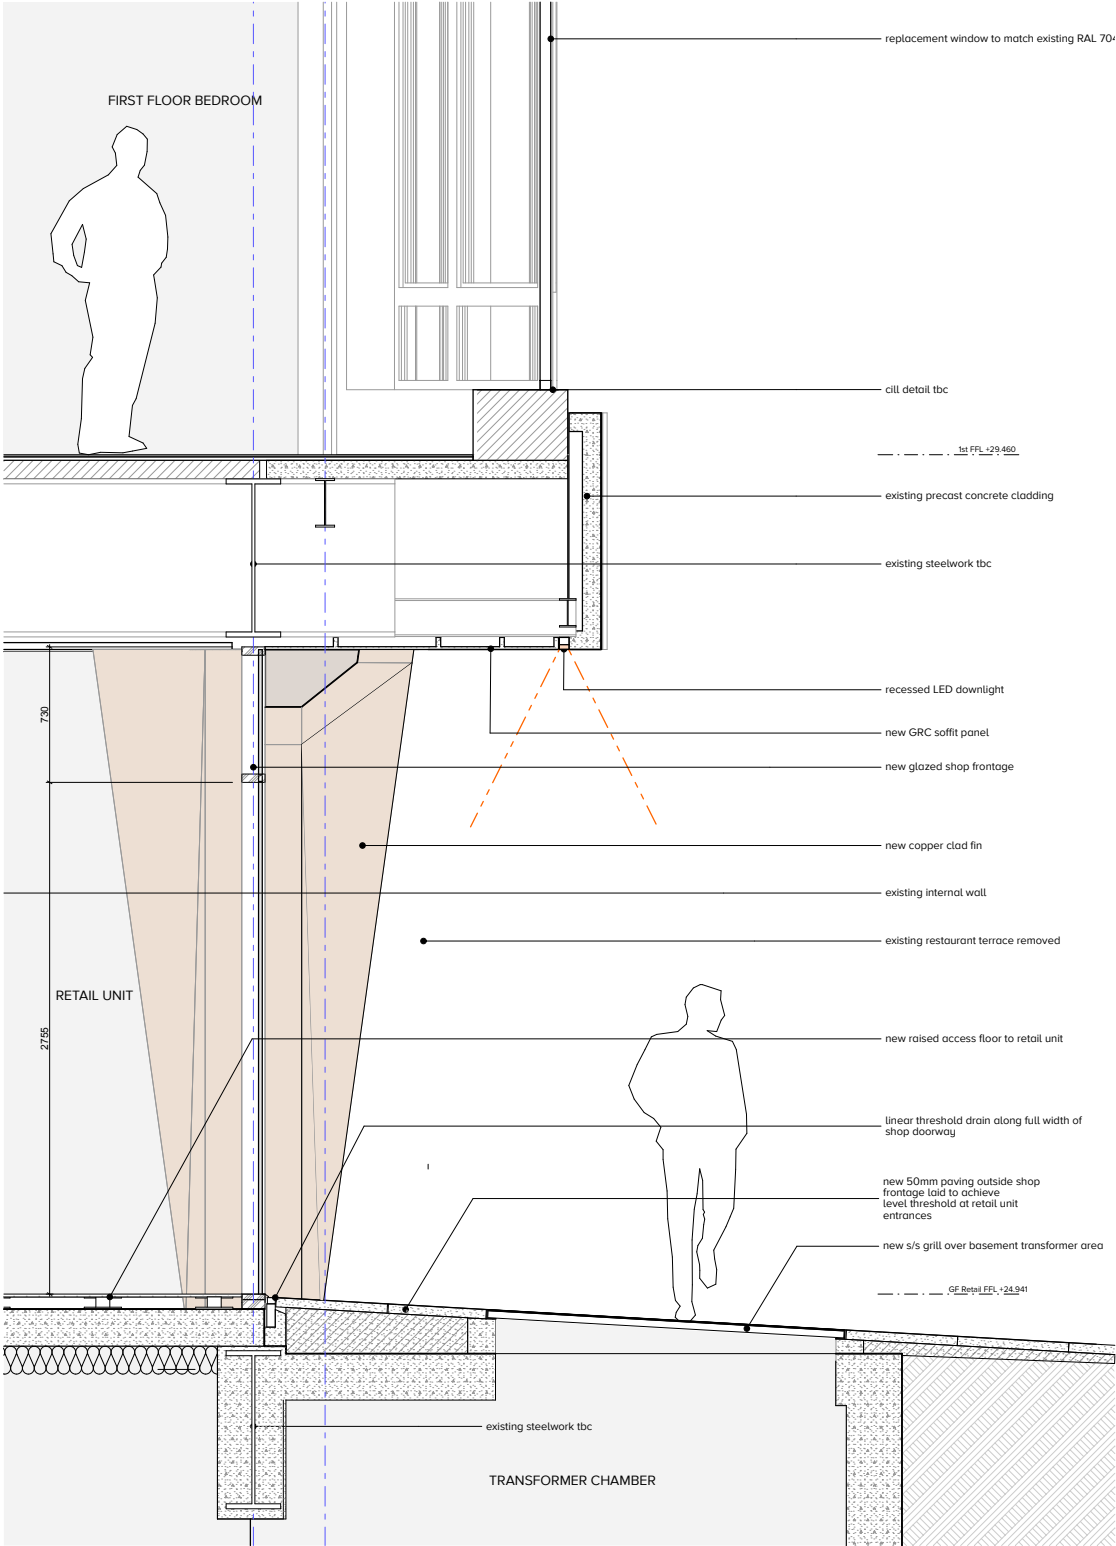 replacement window to match existing RAL 704
FIRST FLOOR BEDROOM
cill detail tbc
1st FFL +29.460
existing precast concrete cladding
existing steelwork tbc
recessed LED downlight
730
new GRC soffit panel
new glazed shop frontage
new copper clad fin
existing internal wall
existing restaurant terrace removed
RETAIL UNIT
2755
new raised access floor to retail unit
linear threshold drain along full width of
shop doorway
new 50mm paving outside shop
frontage laid to achieve
level threshold at retail unit
entrances
new s/s grill over basement transformer area
GF Retail FFL +24.941
existing steelwork tbc
TRANSFORMER CHAMBER